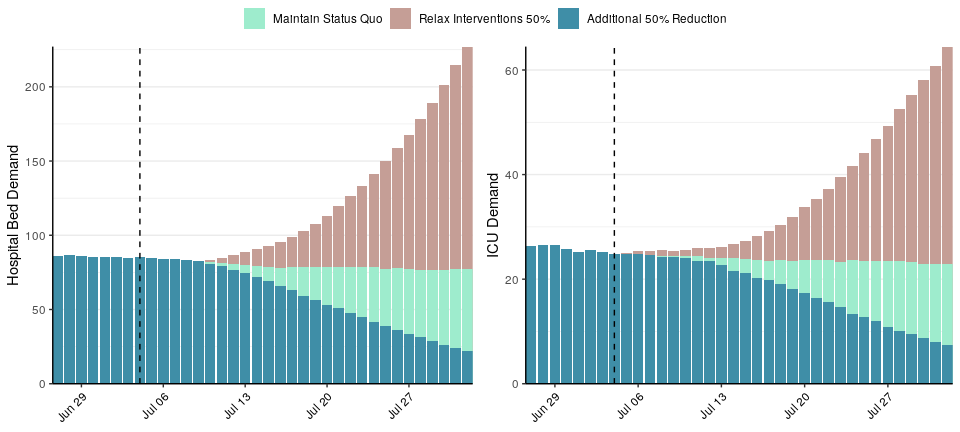 Maintain Status Quo Relax Interventions 50% Additional 50% Reduction
Hospital Bed Demand
200
150
100
50
0
Jun 29 Jul 06 Jul 13 Jul 20 Jul 27
ICU Demand
60
40
20
0
Jun 29 Jul 06 Jul 13 Jul 20 Jul 27